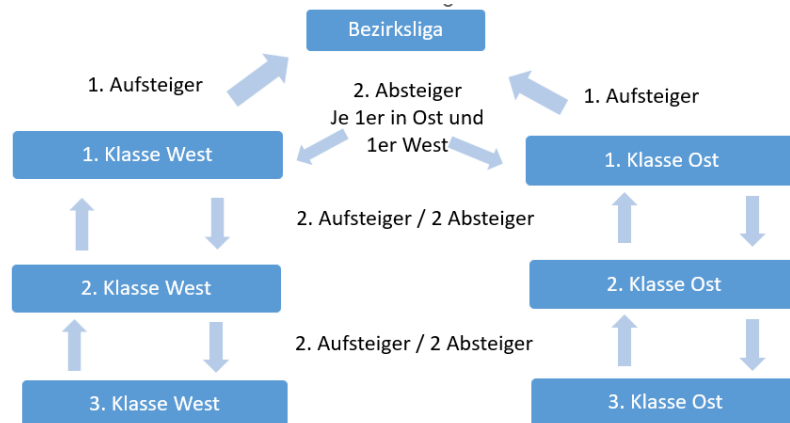 Bezirksliga
1. Aufsteiger
2. Absteiger
Je 1er in Ost und
1er West
1. Aufsteiger
1. Klasse West
1. Klasse Ost
2. Aufsteiger / 2 Absteiger
2. Klasse West
2. Klasse Ost
2. Aufsteiger / 2 Absteiger
3. Klasse West
3. Klasse Ost